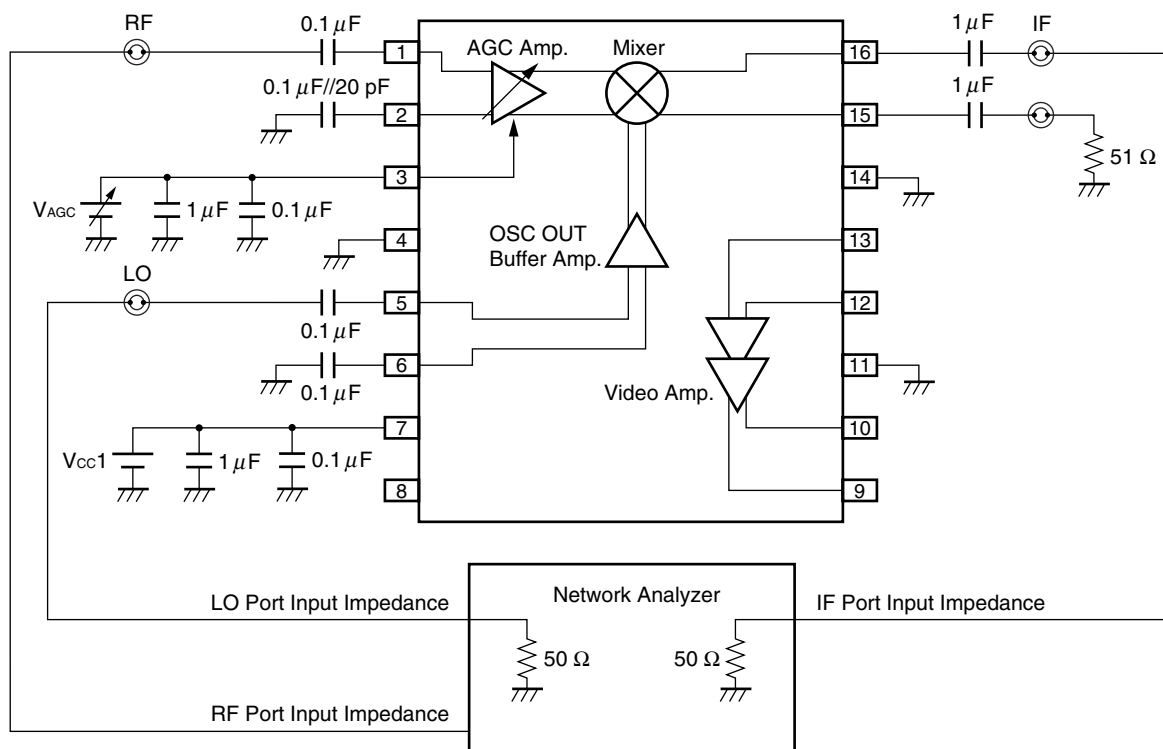 RF
0.1 μF
1
AGC Amp.
Mixer
16
1 μF
IF
0.1 μF//20 pF
2
15
1 μF
51 Ω
3
14
VAGC
1 μF
0.1 μF
4
OSC OUT
Buffer Amp.
13
LO
5
12
0.1 μF
6
11
0.1 μF
Video Amp.
7
10
VCC1
1 μF
0.1 μF
8
9
LO Port Input Impedance
Network Analyzer
IF Port Input Impedance
50 Ω
50 Ω
RF Port Input Impedance